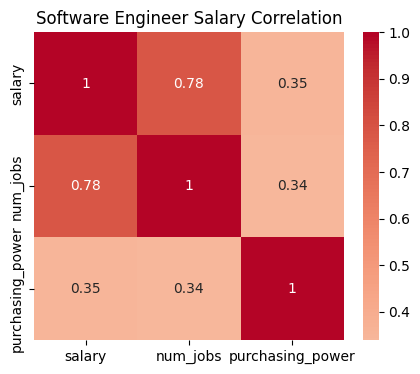 Software Engineer Salary Correlation
salary
num_jobs
purchasing_power
1 0.78 0.35
0.78 1 0.34
0.35 0.34 1
salary num_jobs purchasing_power
1.0
0.9
0.8
0.7
0.6
0.5
0.4